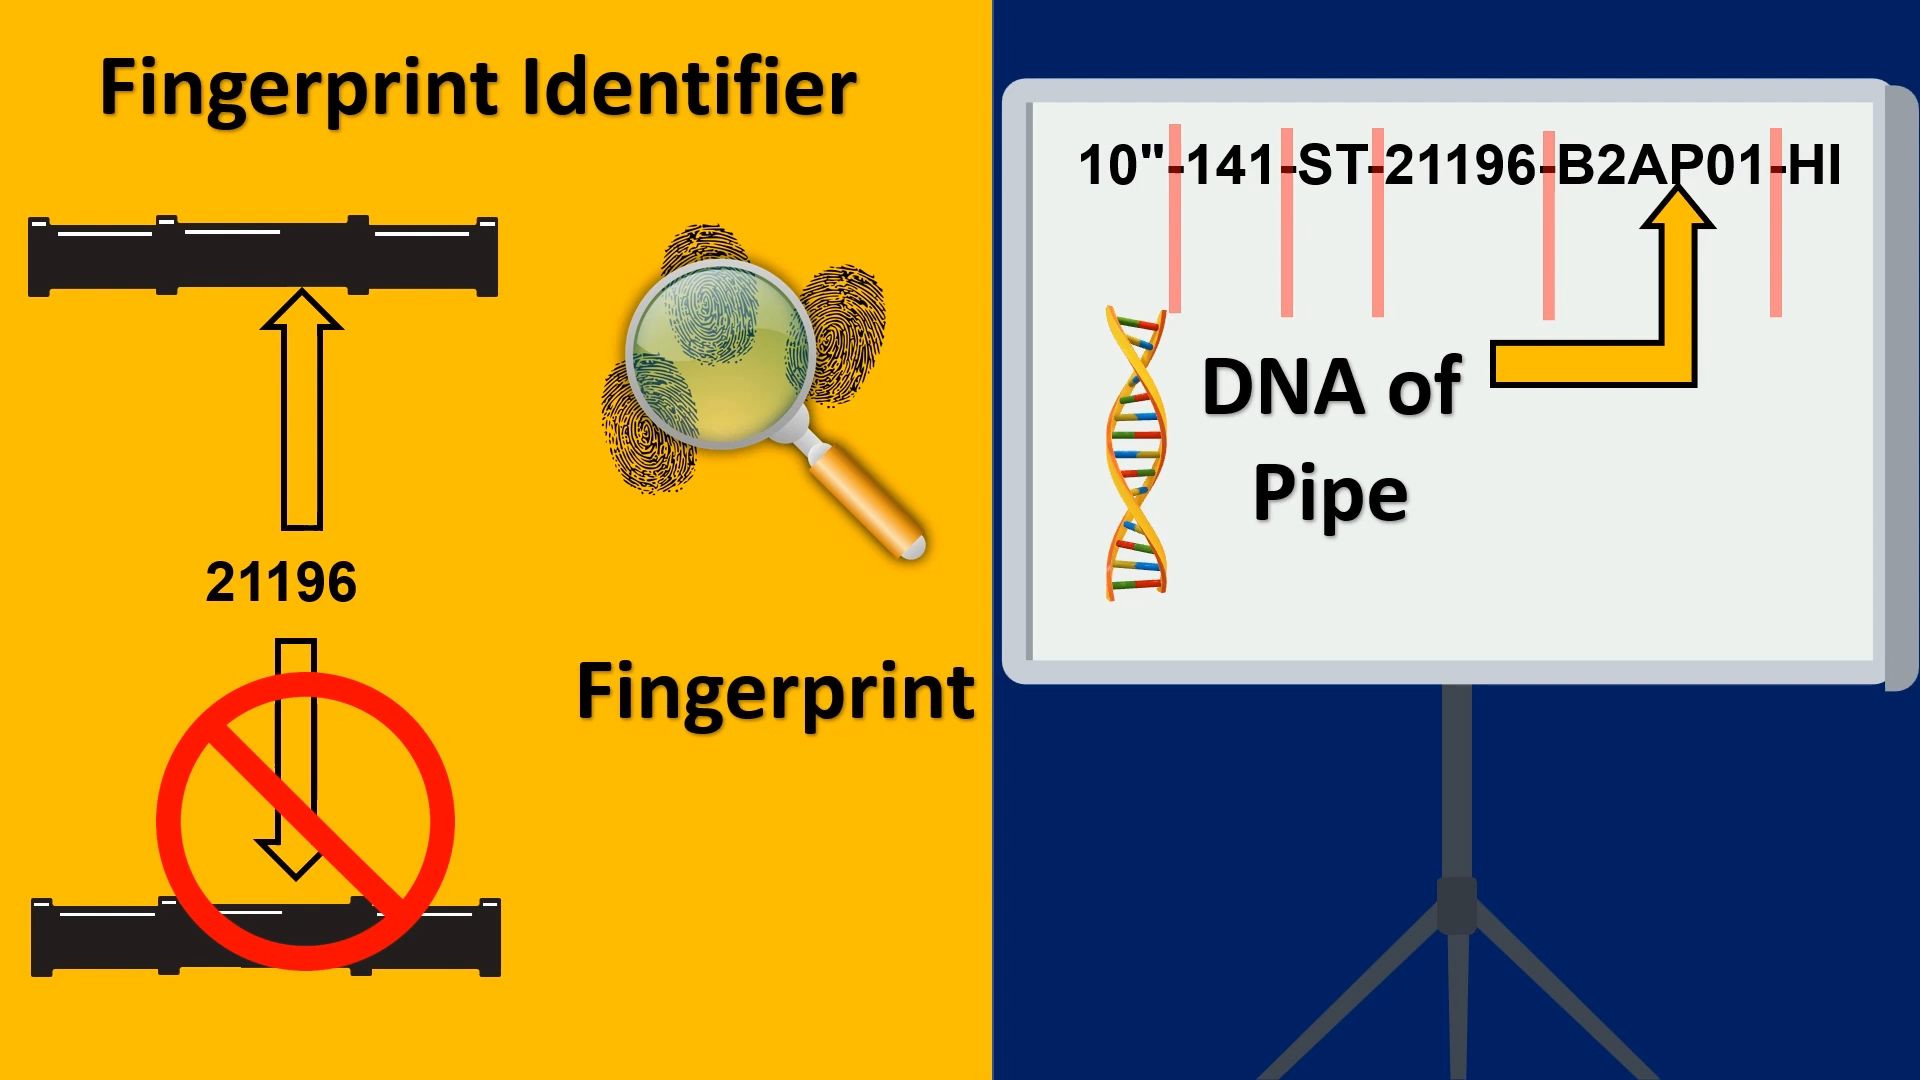 Fingerprint Identifier
21196
Fingerprint
10"-141-ST-21196-B2AP01-HI
DNA of
Pipe